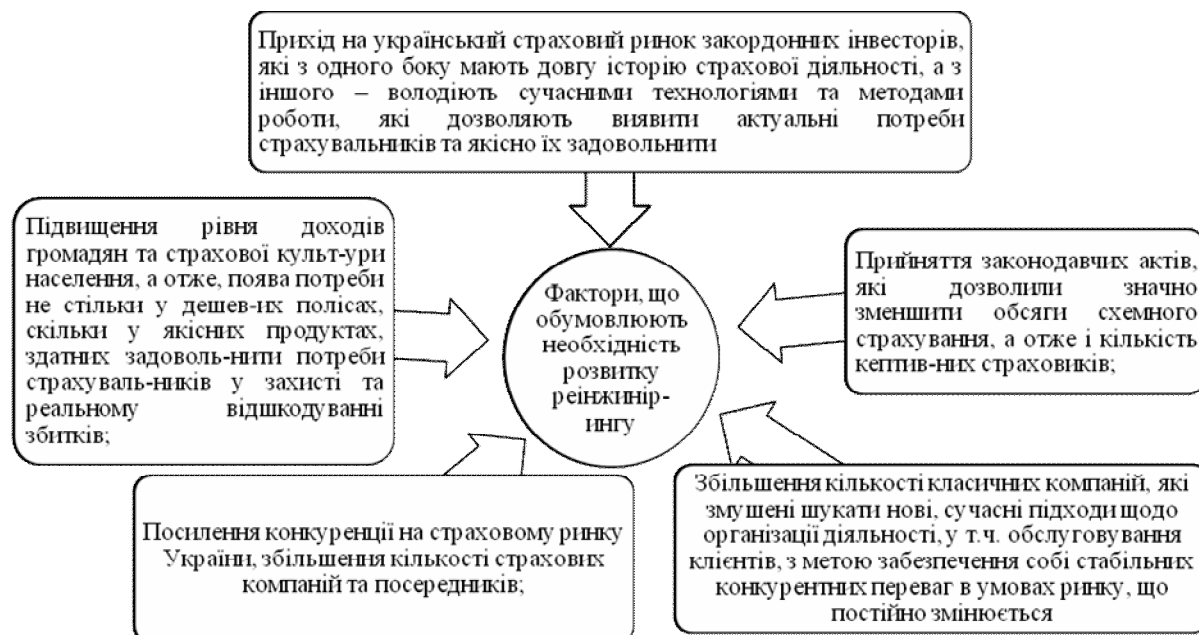 Прихід на український страховий ринок закордонних інвесторів,
які з одного боку мають довгу історію страхової діяльності, а з
іншого – володіють сучасними технологіями та методами
роботи, які дозволяють виявити актуальні потреби
страхувальників та якісно їх задовольнити
Підвищення рівня доходів
громадян та страхової культ-ури
населення, а отже, поява потреби
не стільки у дешев-их полісах,
скільки у якісних продуктах,
здатних задоволь-нити потреби
страхуваль-ників у захисті та
реальному відшкодуванні
збитків;
Фактори, що
обумовлюють
необхідність
розвитку
реінжинір-
ингу
Прийняття законодавчих актів,
які дозволили значно
зменшити обсяги схемного
страхування, а отже і кількість
кептив-них страховиків;
Посилення конкуренції на страховому ринку
України, збільшення кількості страхових
компаній та посередників;
Збільшення кількості класичних компаній, які
змушені шукати нові, сучасні підходи щодо
організації діяльності, у т.ч. обслуговування
клієнтів, з метою забезпечення собі стабільних
конкурентних переваг в умовах ринку, що
постійно змінюється